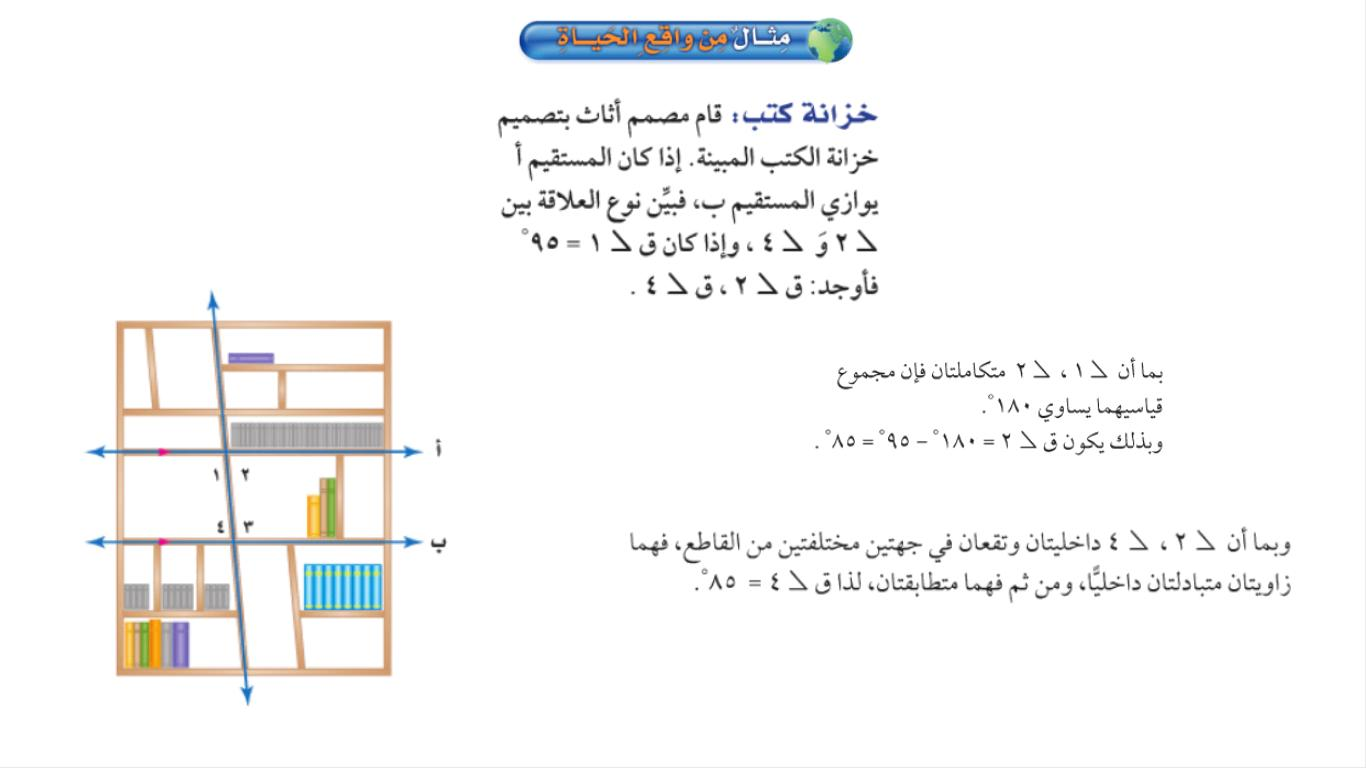 مِثَـالٌ مِن واقِعِ الحَيـاةِ
خزانة كتب: قام مصمم أثاث بتصميم
خزانة الكتب المبينة. إذا كان المستقيم أ
يوازي المستقيم ب، فبيِّن نوع العلاقة بين
∠ ٢ وَ ∠ ٤ ، وإذا كان ق ∠ ١ = ٩٥°
فأوجد: ق ∠ ٢ ، ق ∠ ٤ .
بما أن ∠ ١ ، ∠ ٢ متكاملتان فإن مجموع
قياسيهما يساوي ١٨٠°.
وبذلك يكون ق ∠ ٢ = ١٨٠° – ٩٥° = ٨٥° .
أ
١ ٢
٤ ٣
ب
وبما أن ∠ ٢ ، ∠ ٤ داخليتان وتقعان في جهتين مختلفتين من القاطع، فهما
زاويتان متبادلتان داخليًّا، ومن ثم فهما متطابقتان، لذا ق ∠ ٤ = ٨٥°.